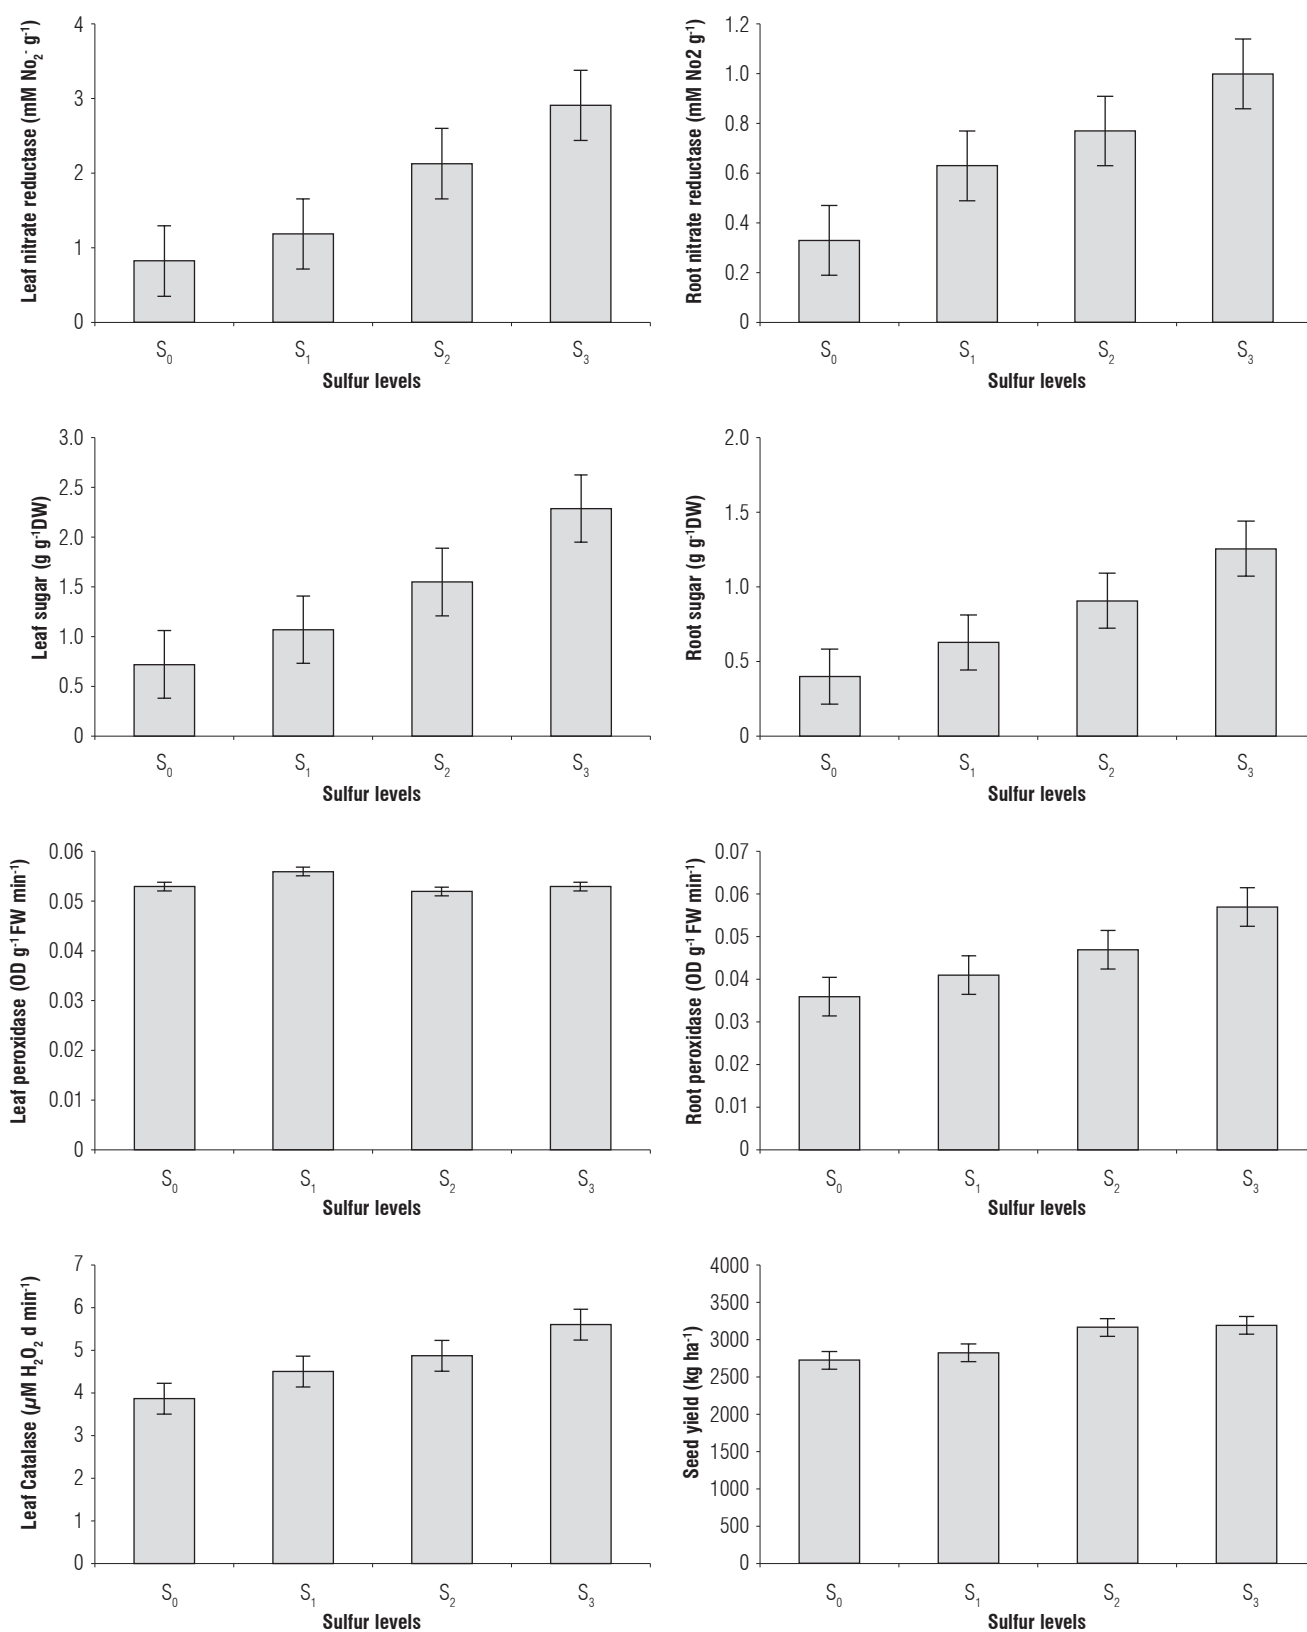 Leaf nitrate reductase (mM No₂⁻ g⁻¹)
4
3
2
1
0
S₀ S₁ S₂ S₃
Sulfur levels
Root nitrate reductase (mM No2 g⁻¹)
1.2
1.0
0.8
0.6
0.4
0.2
0
S₀ S₁ S₂ S₃
Sulfur levels
Leaf sugar (g g⁻¹DW)
3.0
2.5
2.0
1.5
1.0
0.5
0
S₀ S₁ S₂ S₃
Sulfur levels
Root sugar (g g⁻¹DW)
2.0
1.5
1.0
0.5
0
S₀ S₁ S₂ S₃
Sulfur levels
Leaf peroxidase (OD g⁻¹ FW min⁻¹)
0.06
0.05
0.04
0.03
0.02
0.01
0
S₀ S₁ S₂ S₃
Sulfur levels
Root peroxidase (OD g⁻¹ FW min⁻¹)
0.07
0.06
0.05
0.04
0.03
0.02
0.01
0
S₀ S₁ S₂ S₃
Sulfur levels
Leaf Catalase (µM H₂O₂ d min⁻¹)
7
6
5
4
3
2
1
0
S₀ S₁ S₂ S₃
Sulfur levels
Seed yield (kg ha⁻¹)
4000
3500
3000
2500
2000
1500
1000
500
0
S₀ S₁ S₂ S₃
Sulfur levels